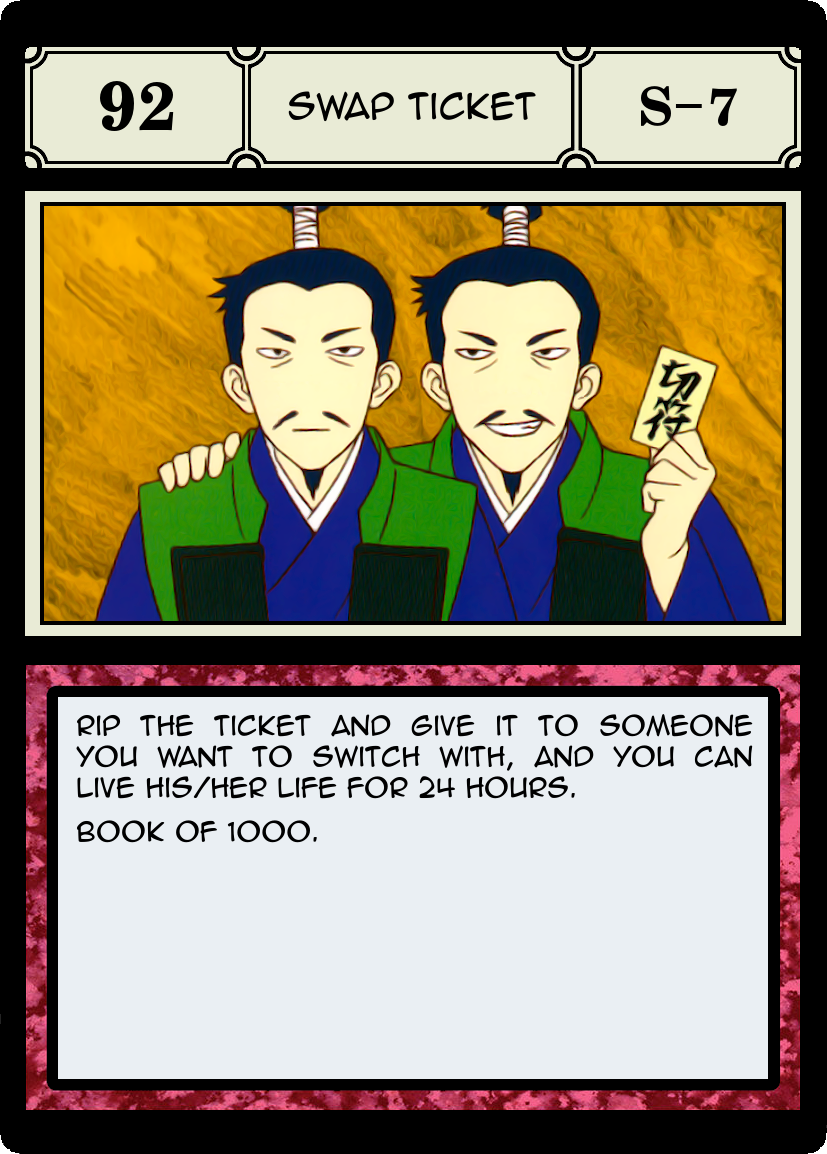 92
SWAP TICKET
S-7
切符
RIP THE TICKET AND GIVE IT TO SOMEONE
YOU WANT TO SWITCH WITH, AND YOU CAN
LIVE HIS/HER LIFE FOR 24 HOURS.
BOOK OF 1000.